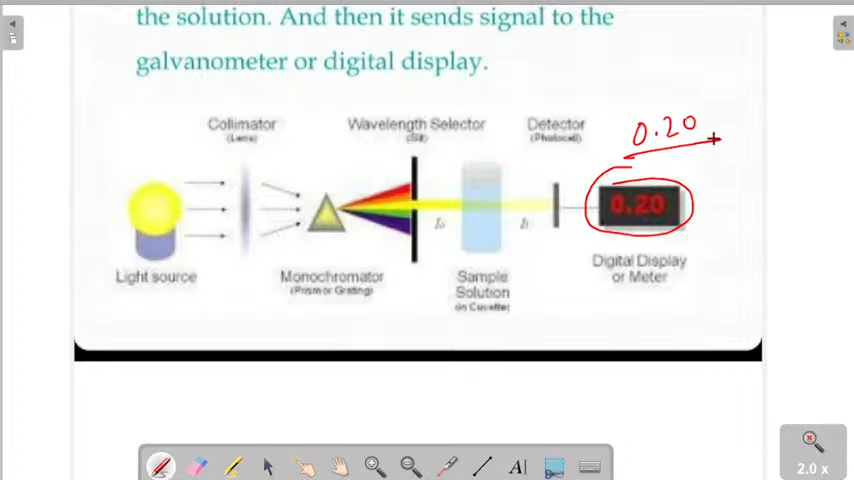 the solution. And then it sends signal to the
galvanometer or digital display.
0.20
Collimator
(Lens)
Wavelength Selector
(Slit)
Detector
(Photocell)
0.20
I₀
Light source
Monochromator
(Prism or Grating)
Sample
Solution
(in Cuvette)
Digital Display
or Meter
A|
2.0 x